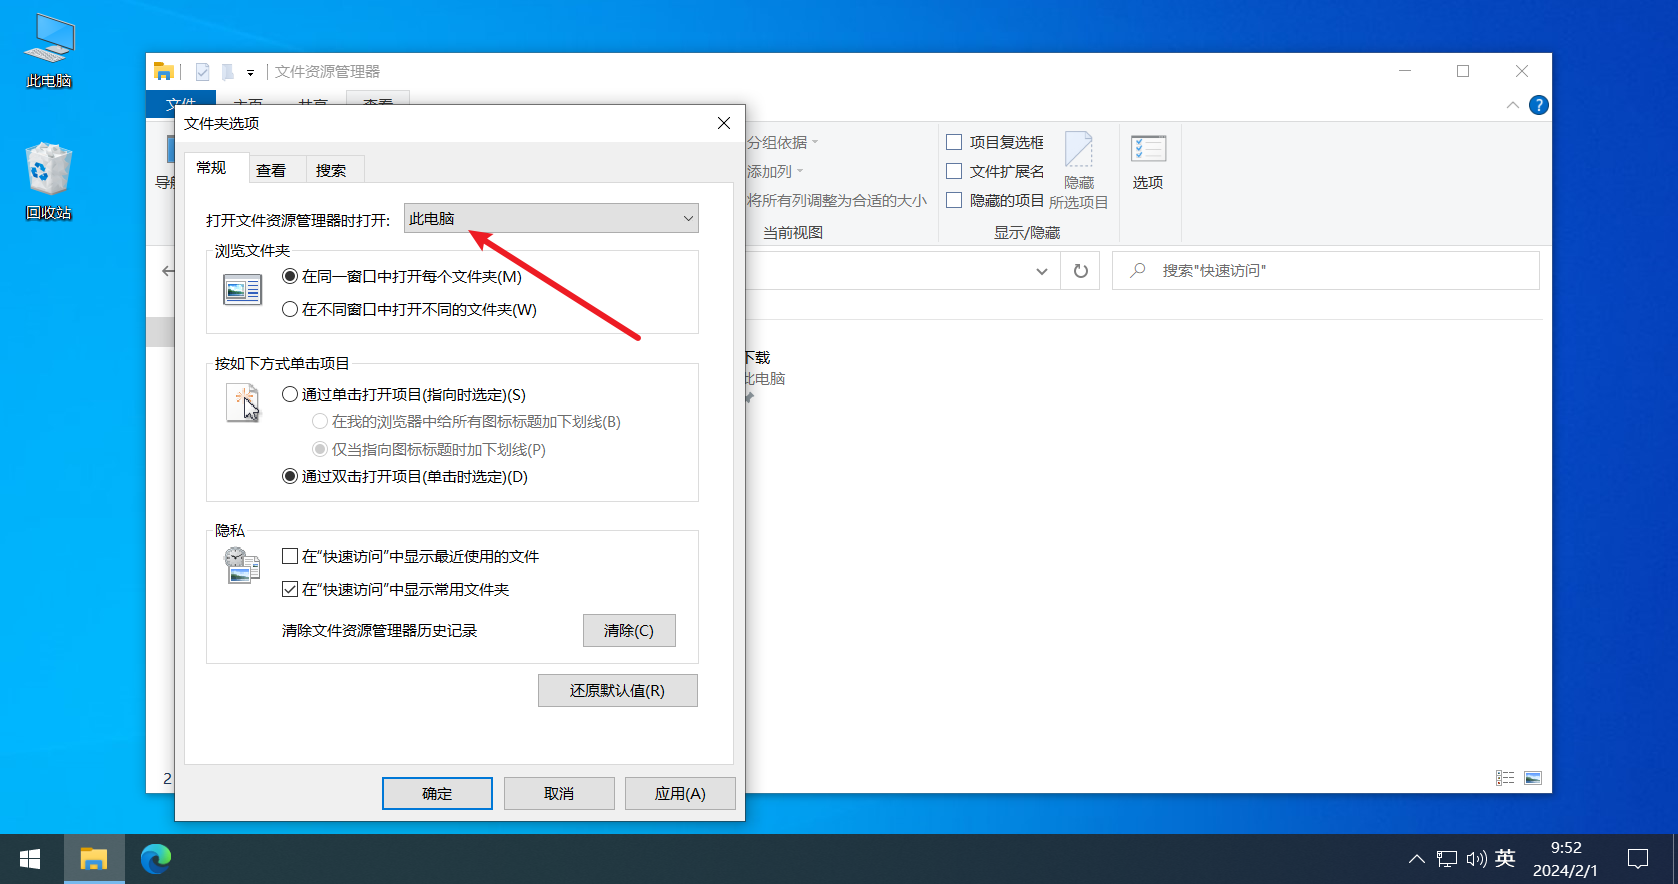 此电脑
回收站
文件资源管理器
文件
主页
共享
查看
文件夹选项
常规
查看
搜索
打开文件资源管理器时打开:
此电脑
浏览文件夹
在同一窗口中打开每个文件夹(M)
在不同窗口中打开不同的文件夹(W)
按如下方式单击项目
通过单击打开项目(指向时选定)(S)
在我的浏览器中给所有图标标题加下划线(B)
仅当指向图标标题时加下划线(P)
通过双击打开项目(单击时选定)(D)
隐私
在"快速访问"中显示最近使用的文件
在"快速访问"中显示常用文件夹
清除文件资源管理器历史记录
清除(C)
还原默认值(R)
确定
取消
应用(A)
导航
分组依据
添加列
将所有列调整为合适的大小
当前视图
项目复选框
文件扩展名
隐藏的项目
隐藏
所选项目
显示/隐藏
选项
搜索"快速访问"
下载
此电脑
2
英
9:52
2024/2/1